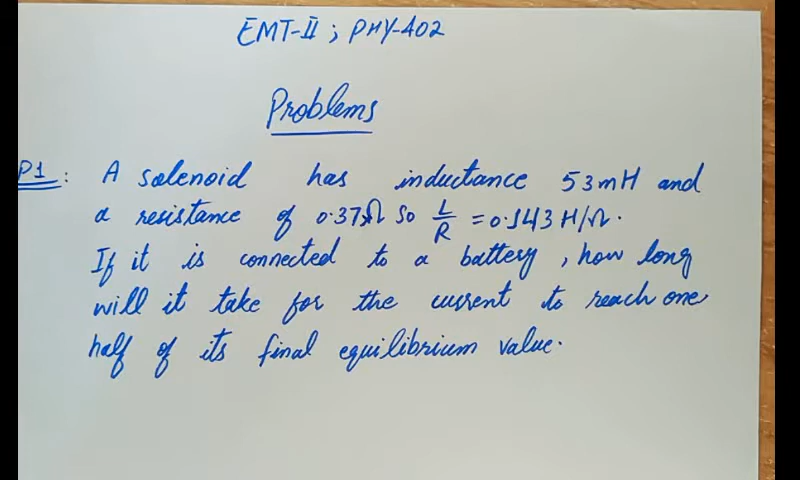 EMT-II ; PHY-402
Problems
P1 : A solenoid has inductance 53mH and
a resistance of 0.37Ω so L/R = 0.143 H/Ω.
If it is connected to a battery, how long
will it take for the current to reach one
half of its final equilibrium value.